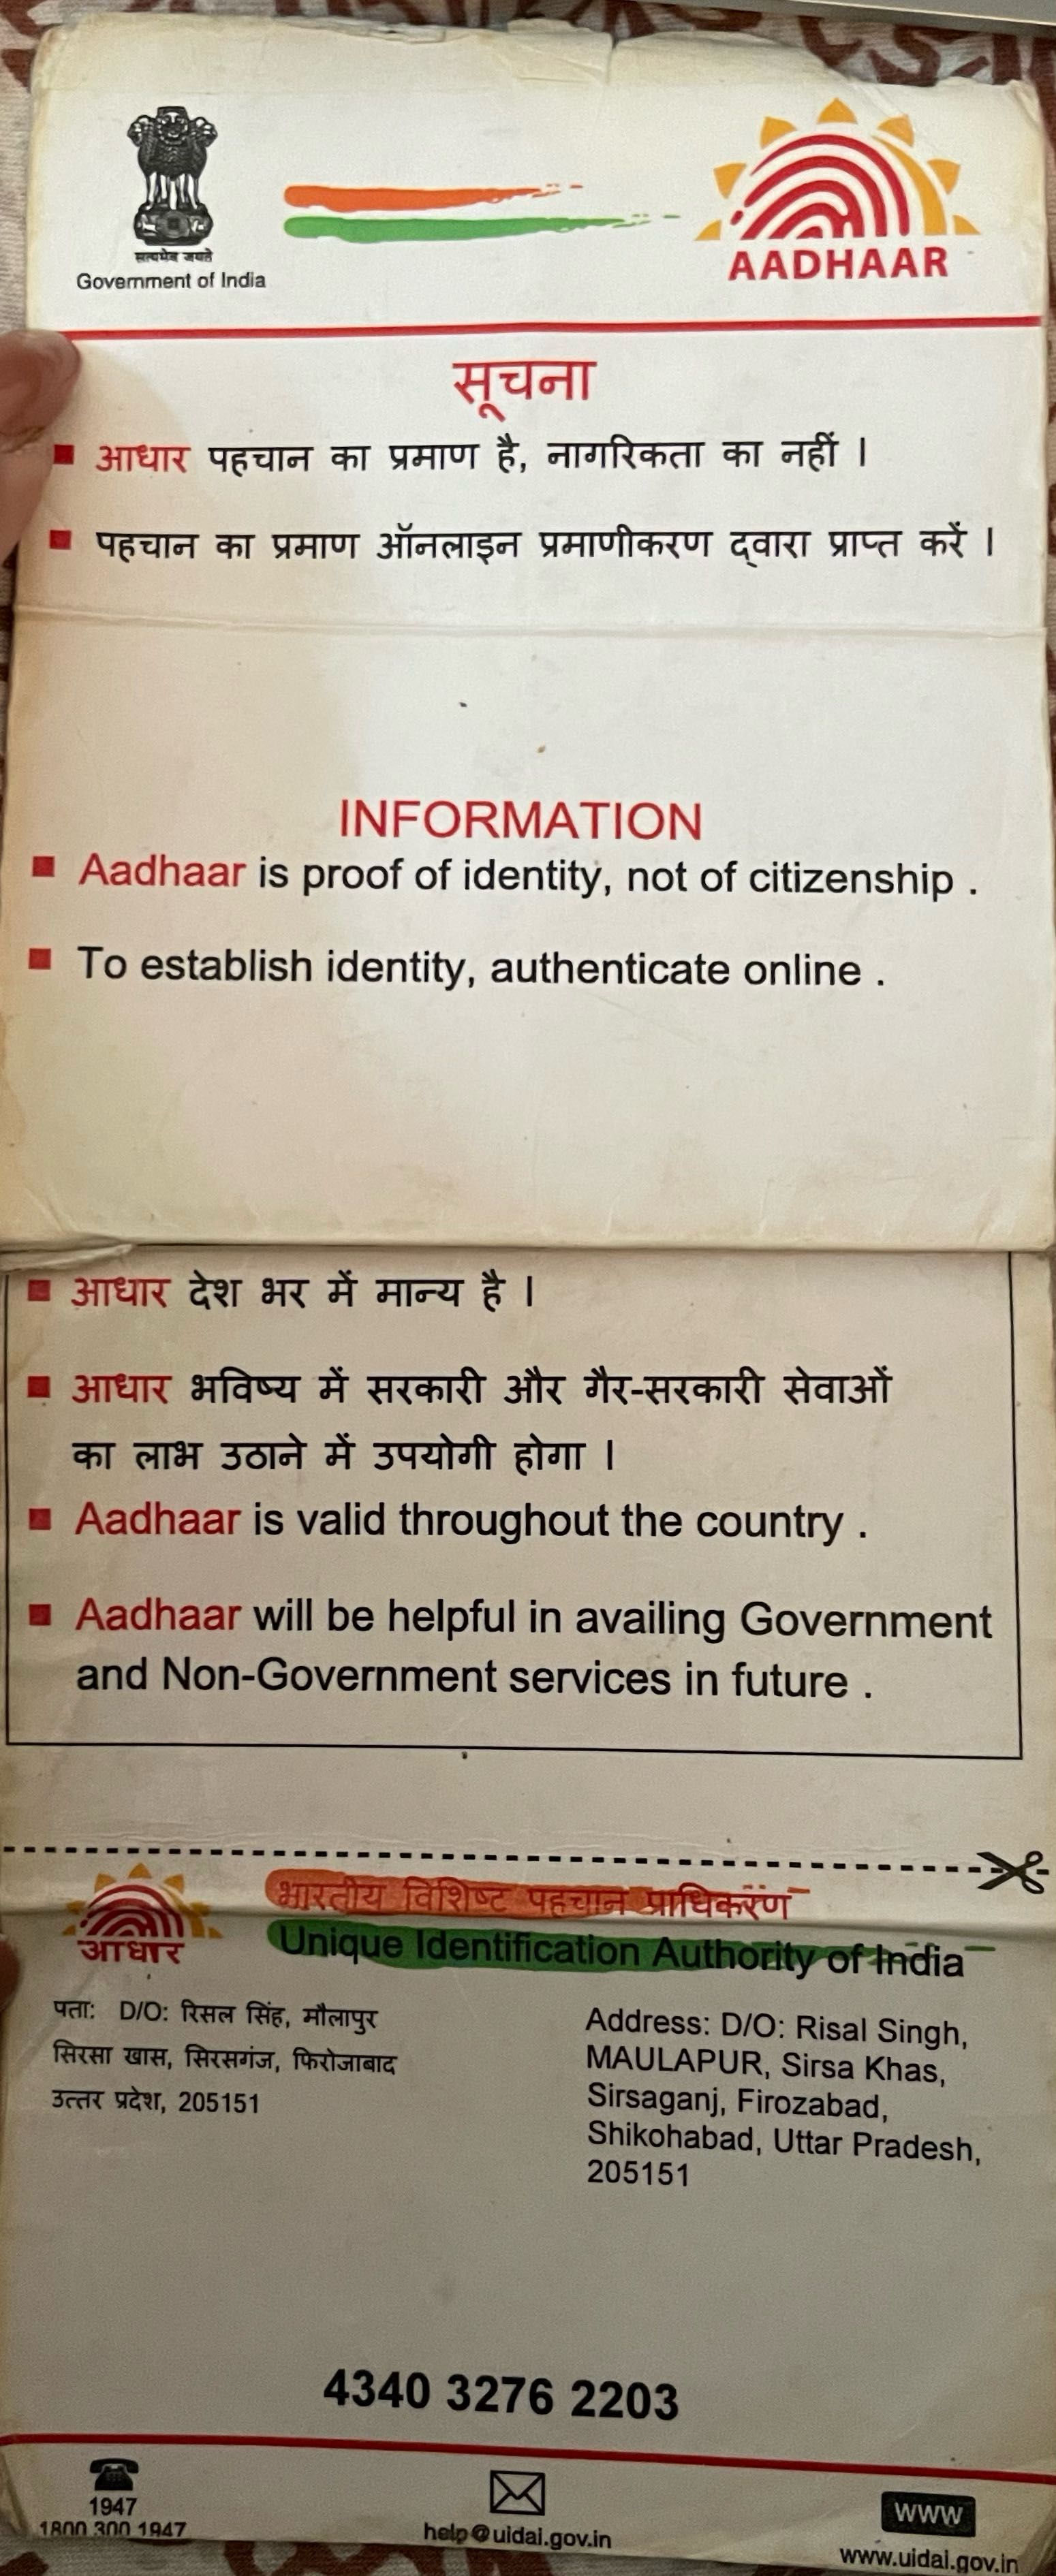 सत्यमेव जयते
Government of India
AADHAAR
सूचना
आधार पहचान का प्रमाण है, नागरिकता का नहीं ।
पहचान का प्रमाण ऑनलाइन प्रमाणीकरण द्वारा प्राप्त करें ।
INFORMATION
Aadhaar is proof of identity, not of citizenship .
To establish identity, authenticate online .
आधार देश भर में मान्य है ।
आधार भविष्य में सरकारी और गैर-सरकारी सेवाओं
का लाभ उठाने में उपयोगी होगा ।
Aadhaar is valid throughout the country .
Aadhaar will be helpful in availing Government
and Non-Government services in future .
आधार
भारतीय विशिष्ट पहचान प्राधिकरण
Unique Identification Authority of India
पता: D/O: रिसल सिंह, मौलापुर
सिरसा खास, सिरसगंज, फिरोजाबाद
उत्तर प्रदेश, 205151
Address: D/O: Risal Singh,
MAULAPUR, Sirsa Khas,
Sirsaganj, Firozabad,
Shikohabad, Uttar Pradesh,
205151
4340 3276 2203
1947
1800 300 1947
help@uidai.gov.in
www
www.uidai.gov.in